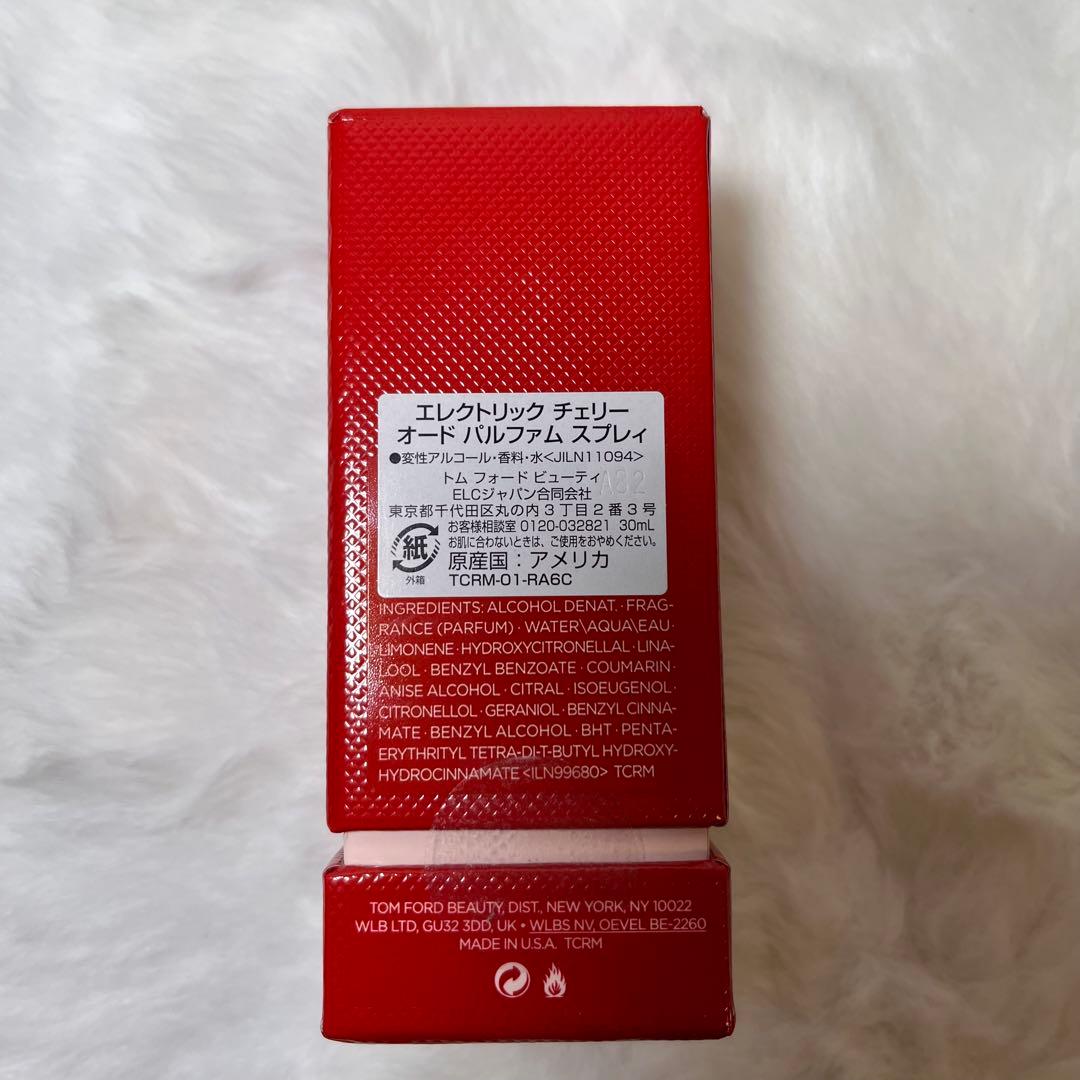 エレクトリック チェリー
オード パルファム スプレィ
●変性アルコール・香料・水<JILN11094>
トム フォード ビューティ
A32
ELCジャパン合同会社
東京都千代田区丸の内3丁目2番3号
お客様相談室 0120-032821 30mL
お肌に合わないときは、ご使用をおやめください。
紙
外箱
原産国：アメリカ
TCRM-01-RA6C
INGREDIENTS: ALCOHOL DENAT. · FRAG-
RANCE (PARFUM) · WATER\AQUA\EAU ·
LIMONENE · HYDROXYCITRONELLAL · LINA-
LOOL · BENZYL BENZOATE · COUMARIN ·
ANISE ALCOHOL · CITRAL · ISOEUGENOL ·
CITRONELLOL · GERANIOL · BENZYL CINNA-
MATE · BENZYL ALCOHOL · BHT · PENTA-
ERYTHRITYL TETRA-DI-T-BUTYL HYDROXY-
HYDROCINNAMATE <ILN99680> TCRM
TOM FORD BEAUTY, DIST., NEW YORK, NY 10022
WLB LTD, GU32 3DD, UK • WLBS NV, OEVEL BE-2260
MADE IN U.S.A. TCRM